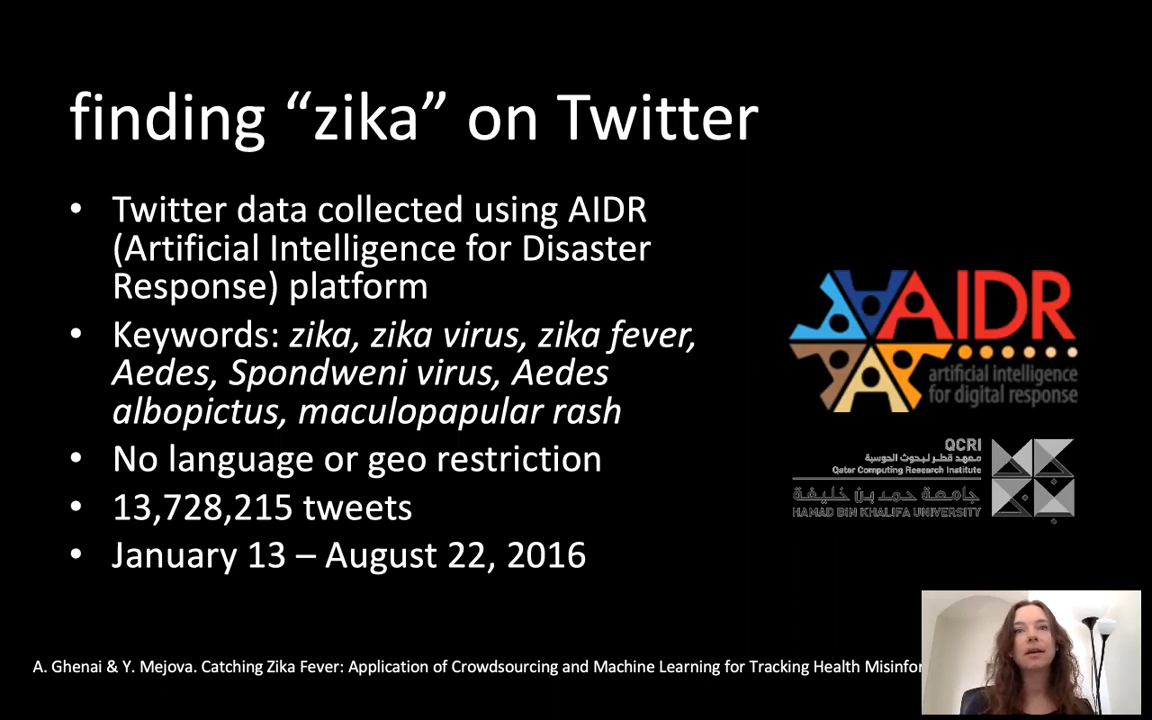 finding “zika” on Twitter
• Twitter data collected using AIDR
(Artificial Intelligence for Disaster
Response) platform
• Keywords: zika, zika virus, zika fever,
Aedes, Spondweni virus, Aedes
albopictus, maculopapular rash
• No language or geo restriction
• 13,728,215 tweets
• January 13 – August 22, 2016
AIDR
artificial intelligence
for digital response
QCRI
معهد قطر لبحوث الحوسبة
Qatar Computing Research Institute
جامعة حمد بن خليفة
HAMAD BIN KHALIFA UNIVERSITY
A. Ghenai & Y. Mejova. Catching Zika Fever: Application of Crowdsourcing and Machine Learning for Tracking Health Misinfor